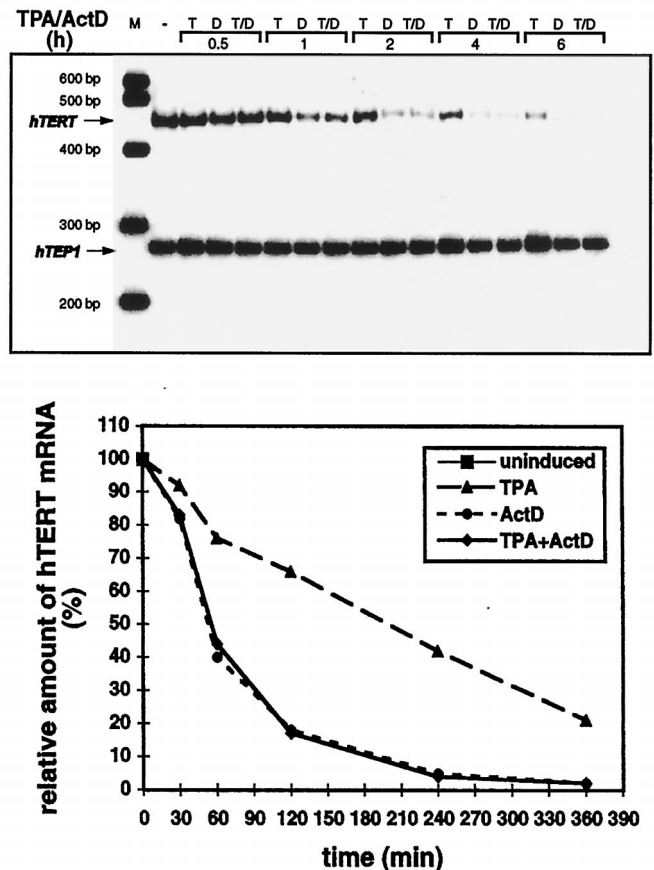 TPA/ActD (h) M - T D T/D T D T/D T D T/D T D T/D T D T/D
0.5 1 2 4 6
600 bp
500 bp
hTERT
400 bp
300 bp
hTEP1
200 bp
110
100
90
80
70
60
50
40
30
20
10
0
relative amount of hTERT mRNA (%)
uninduced
TPA
ActD
TPA+ActD
0 30 60 90 120 150 180 210 240 270 300 330 360 390
time (min)